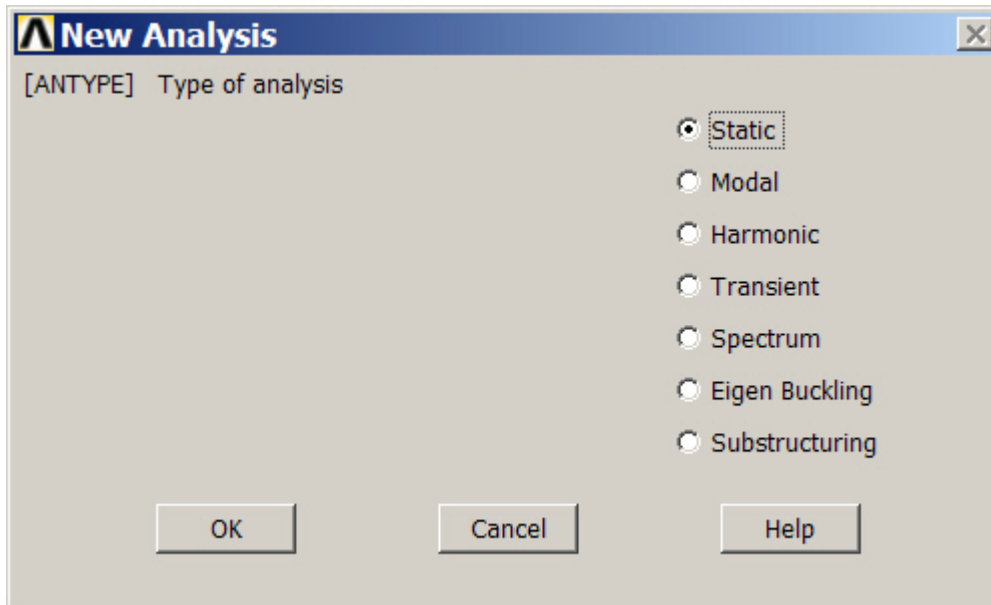 New Analysis
[ANTYPE] Type of analysis
Static
Modal
Harmonic
Transient
Spectrum
Eigen Buckling
Substructuring
OK Cancel Help